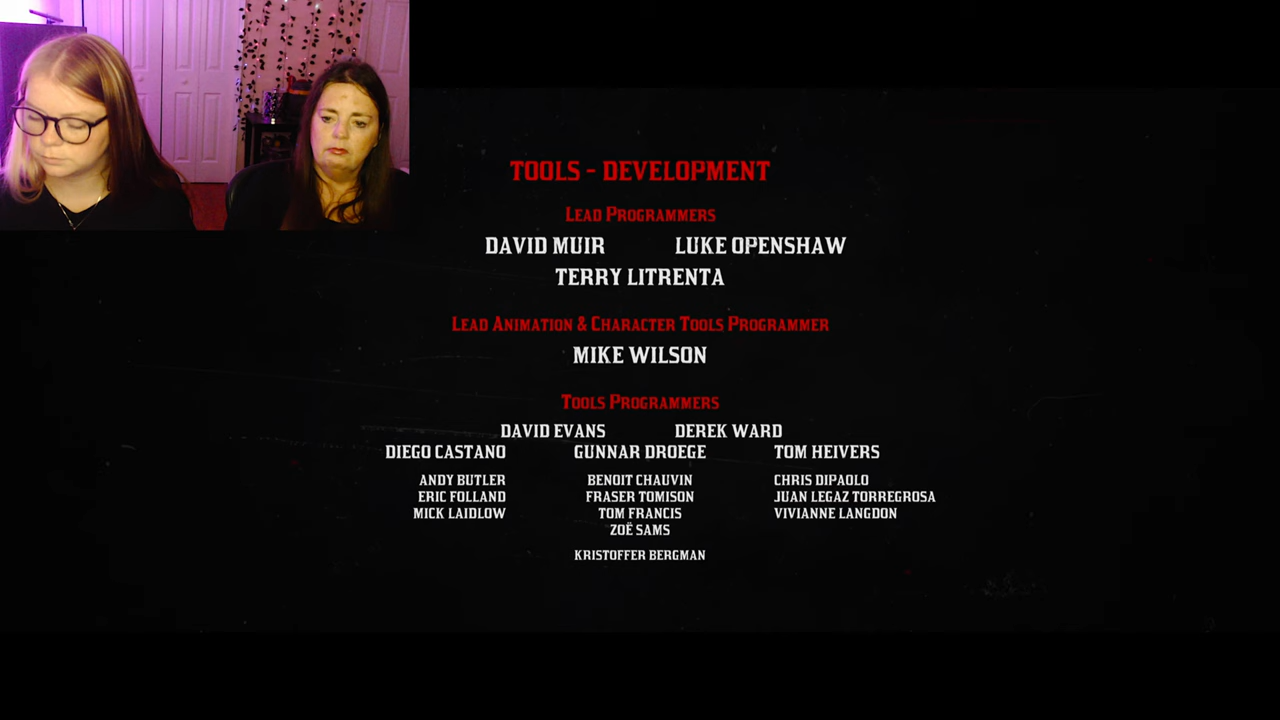 TOOLS - DEVELOPMENT
LEAD PROGRAMMERS
DAVID MUIR LUKE OPENSHAW
TERRY LITRENTA
LEAD ANIMATION & CHARACTER TOOLS PROGRAMMER
MIKE WILSON
TOOLS PROGRAMMERS
DAVID EVANS DEREK WARD
DIEGO CASTANO GUNNAR DROEGE TOM HEIVERS
ANDY BUTLER BENOIT CHAUVIN CHRIS DIPAOLO
ERIC FOLLAND FRASER TOMISON JUAN LEGAZ TORREGROSA
MICK LAIDLOW TOM FRANCIS VIVIANNE LANGDON
ZOË SAMS
KRISTOFFER BERGMAN